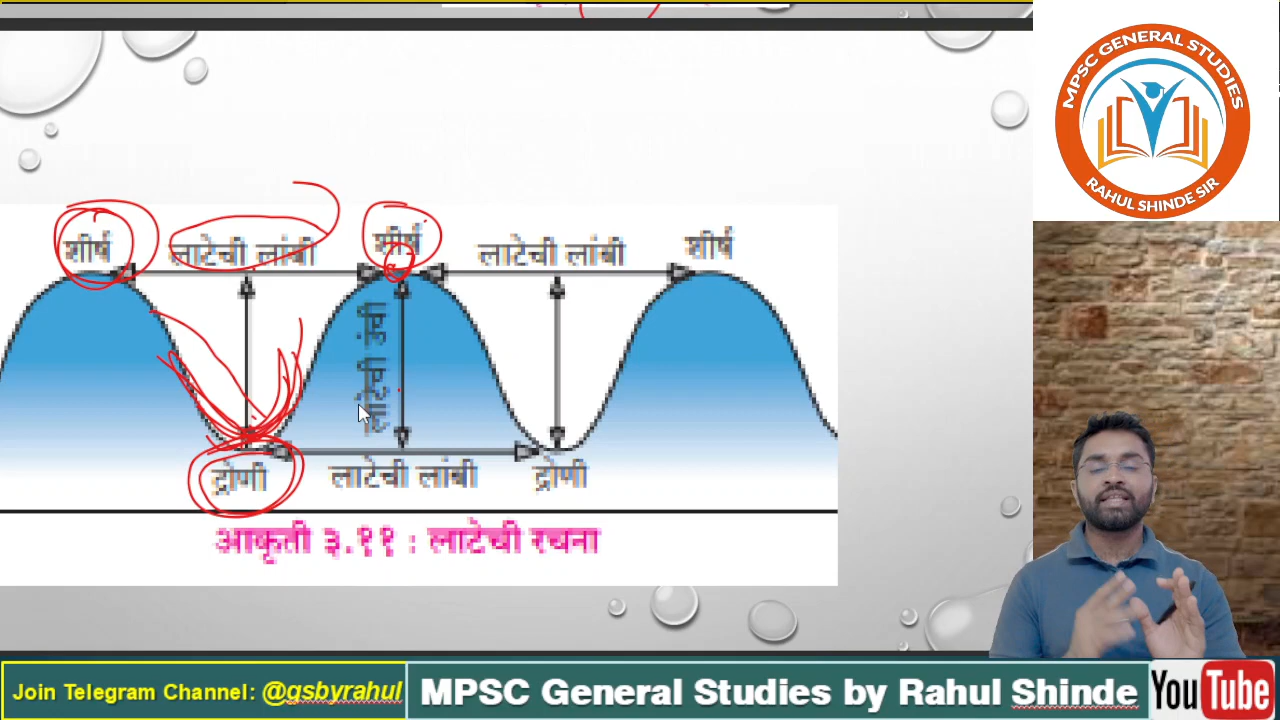 MPSC GENERAL STUDIES
RAHUL SHINDE SIR
शीर्ष लाटेची लांबी शीर्ष लाटेची लांबी शीर्ष
लाटेची उंची
द्रोणी लाटेची लांबी द्रोणी
आकृती ३.११ : लाटेची रचना
Join Telegram Channel: @gsbyrahul MPSC General Studies by Rahul Shinde YouTube